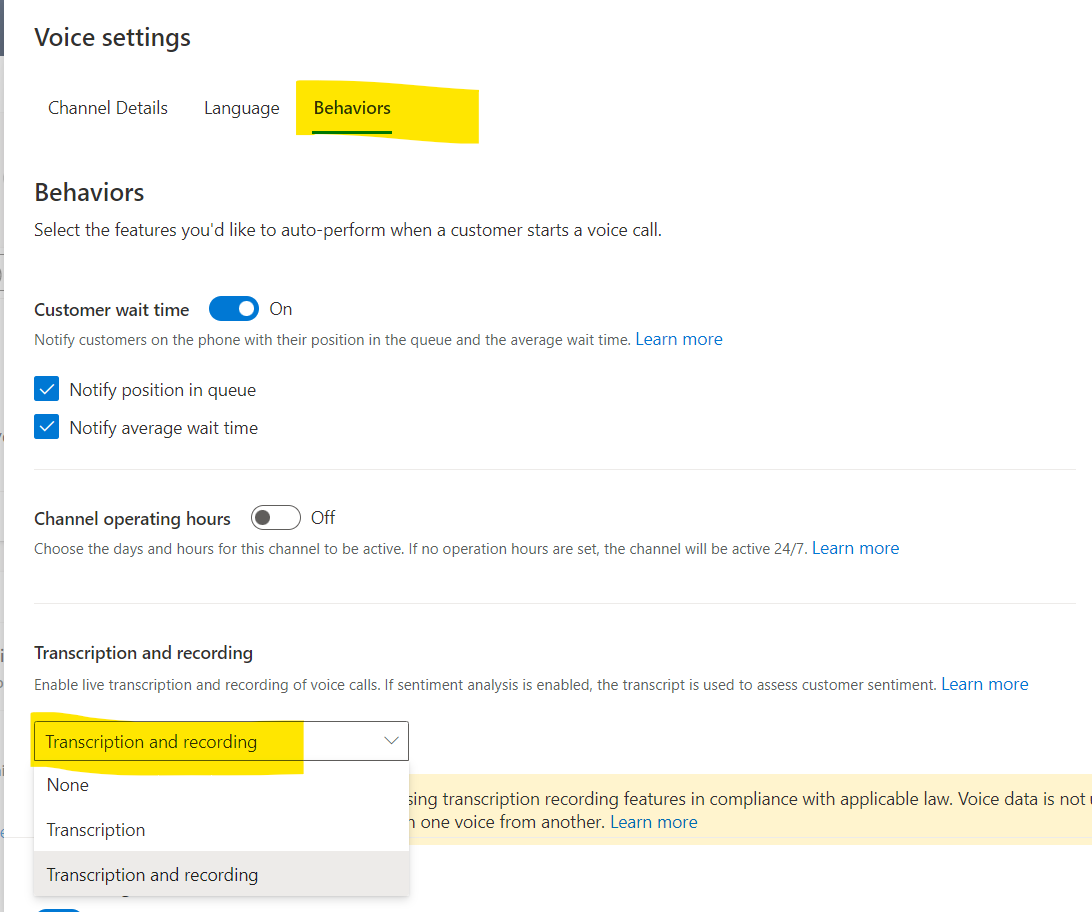 Voice settings
Channel Details Language Behaviors
Behaviors
Select the features you'd like to auto-perform when a customer starts a voice call.
Customer wait time On
Notify customers on the phone with their position in the queue and the average wait time. Learn more
Notify position in queue
Notify average wait time
Channel operating hours Off
Choose the days and hours for this channel to be active. If no operation hours are set, the channel will be active 24/7. Learn more
Transcription and recording
Enable live transcription and recording of voice calls. If sentiment analysis is enabled, the transcript is used to assess customer sentiment. Learn more
Transcription and recording
None
transcription recording features in compliance with applicable law. Voice data is not
one voice from another. Learn more
Transcription
Transcription and recording